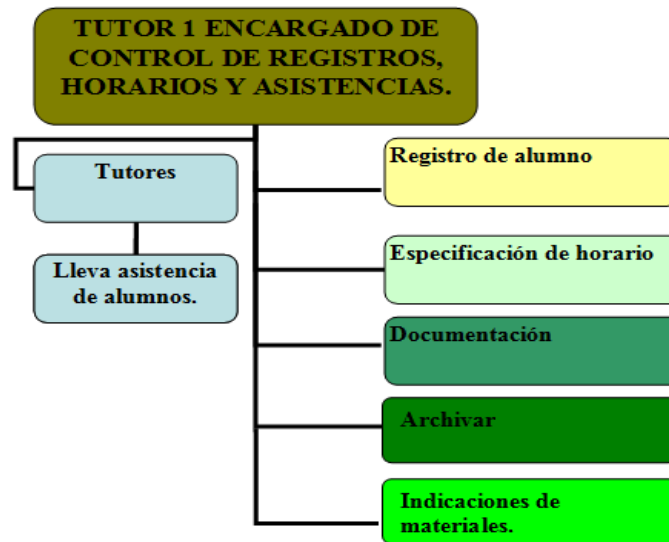 TUTOR 1 ENCARGADO DE
CONTROL DE REGISTROS,
HORARIOS Y ASISTENCIAS.
Tutores
Lleva asistencia
de alumnos.
Registro de alumno
Especificación de horario
Documentación
Archivar
Indicaciones de
materiales.